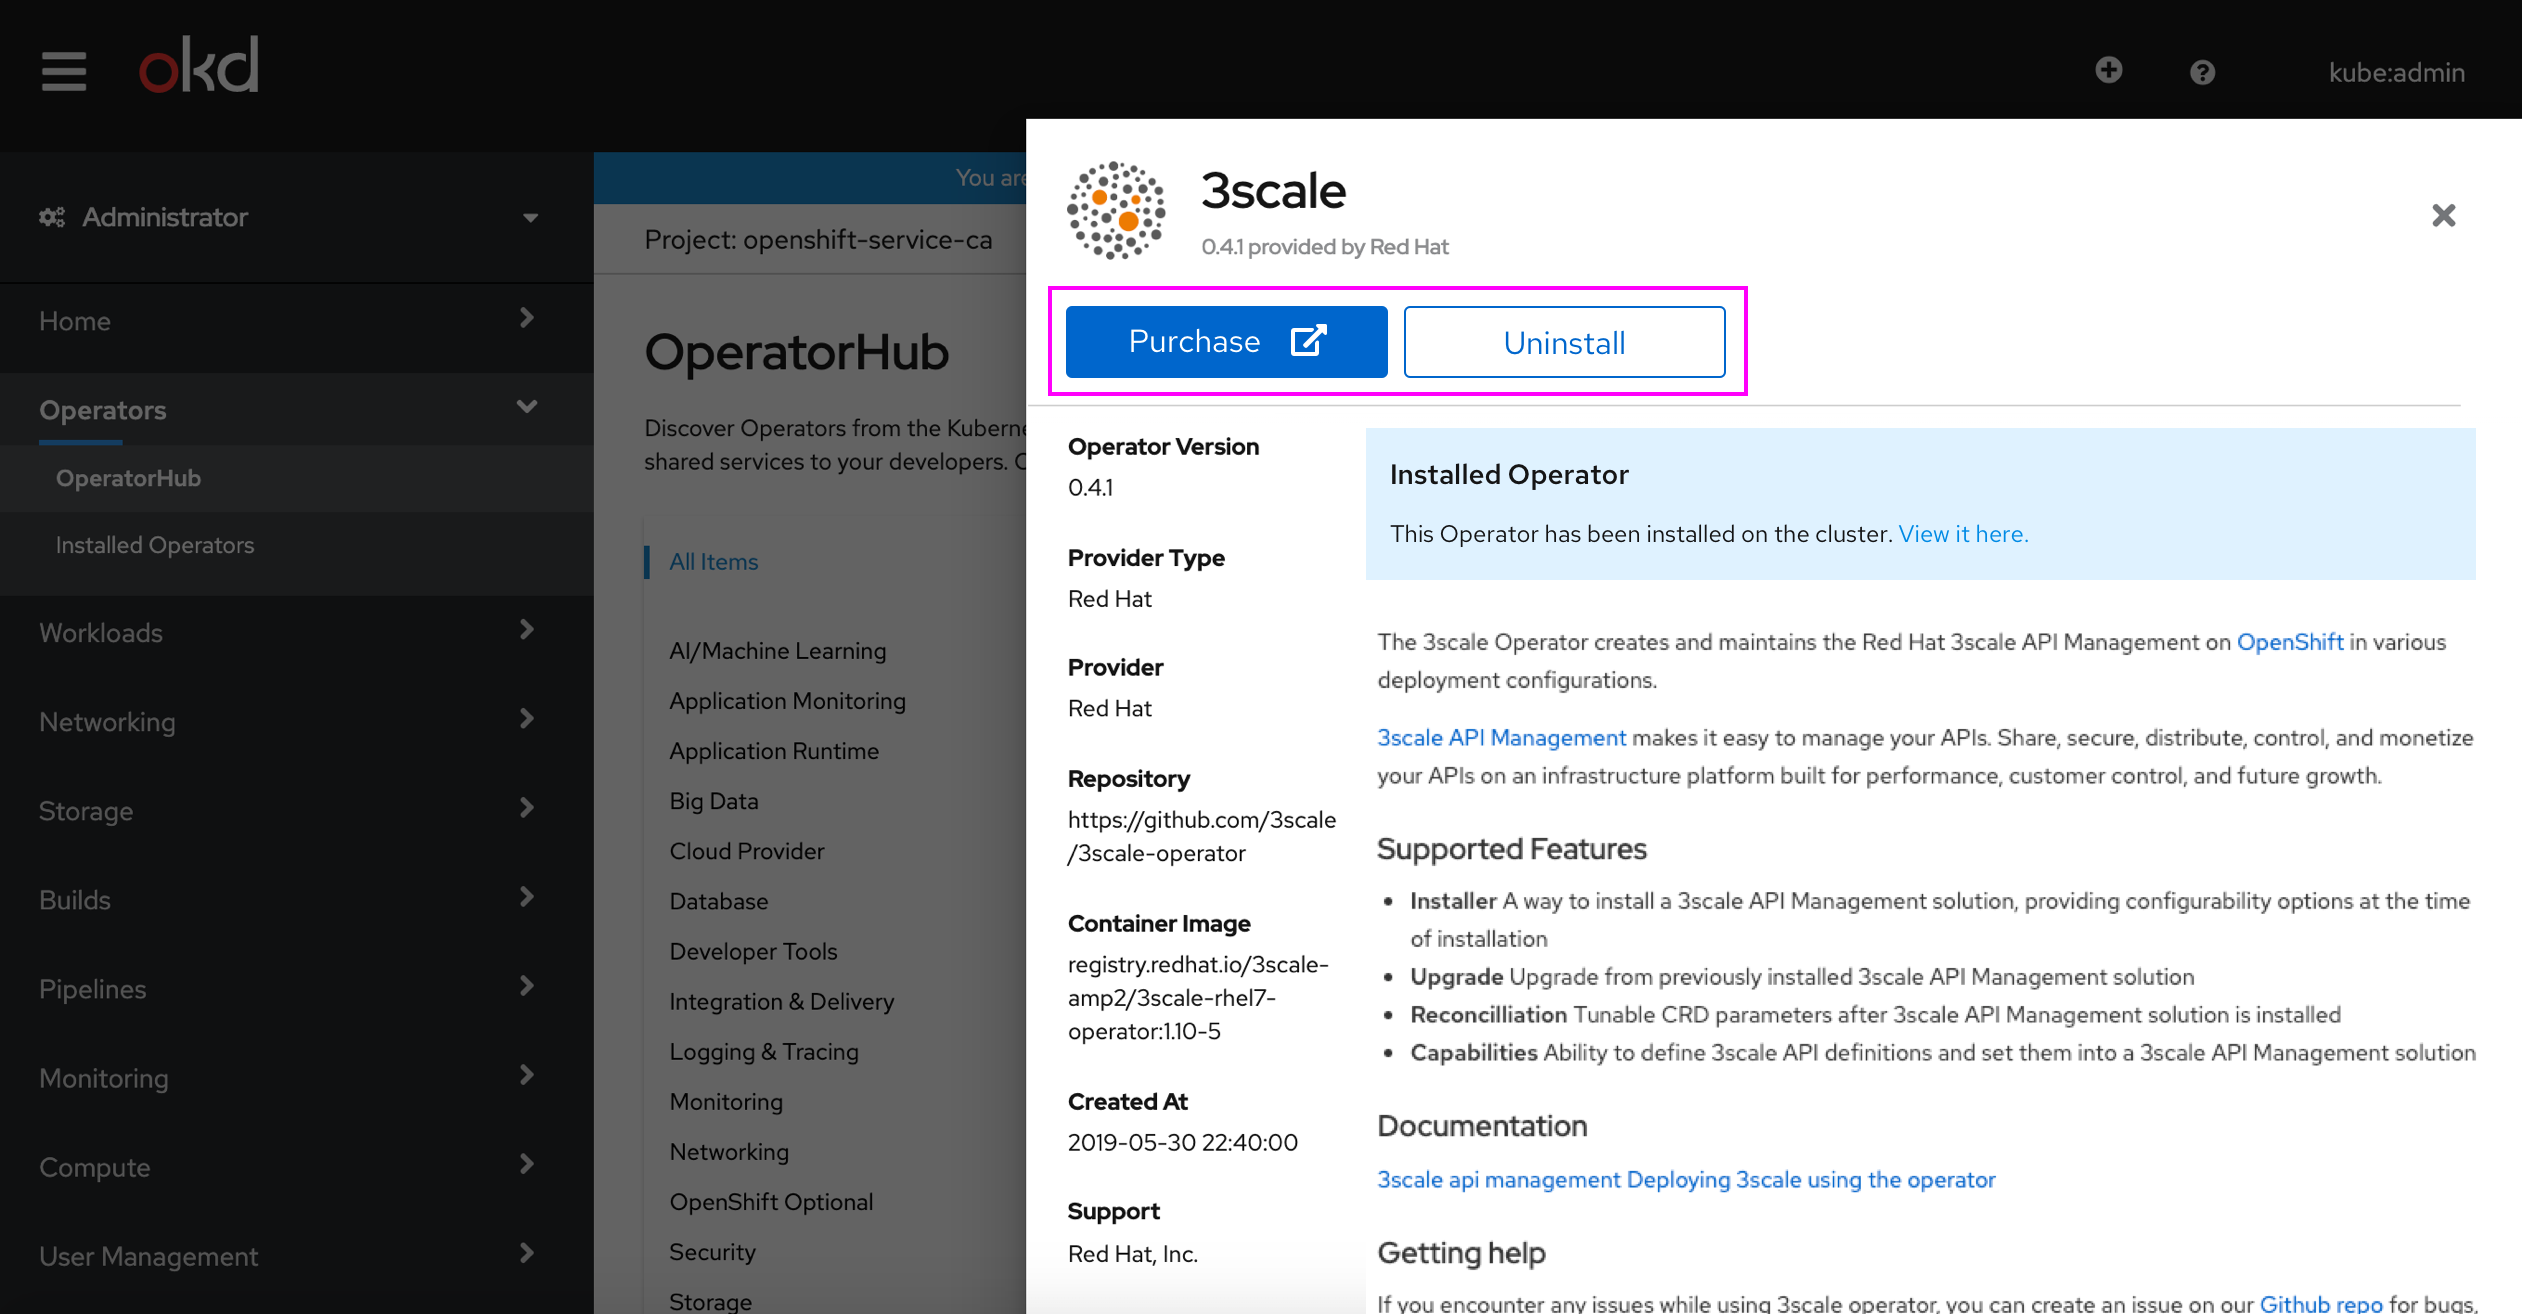 okd
kube:admin
Administrator
Home
Operators
OperatorHub
Installed Operators
Workloads
Networking
Storage
Builds
Pipelines
Monitoring
Compute
User Management
You are
Project: openshift-service-ca
OperatorHub
Discover Operators from the Kuberne
shared services to your developers. C
All Items
AI/Machine Learning
Application Monitoring
Application Runtime
Big Data
Cloud Provider
Database
Developer Tools
Integration & Delivery
Logging & Tracing
Monitoring
Networking
OpenShift Optional
Security
Storage
3scale
0.4.1 provided by Red Hat
Purchase
Uninstall
Operator Version
0.4.1
Provider Type
Red Hat
Provider
Red Hat
Repository
https://github.com/3scale
/3scale-operator
Container Image
registry.redhat.io/3scale-
amp2/3scale-rhel7-
operator:1.10-5
Created At
2019-05-30 22:40:00
Support
Red Hat, Inc.
Installed Operator
This Operator has been installed on the cluster. View it here.
The 3scale Operator creates and maintains the Red Hat 3scale API Management on OpenShift in various
deployment configurations.
3scale API Management makes it easy to manage your APIs. Share, secure, distribute, control, and monetize
your APIs on an infrastructure platform built for performance, customer control, and future growth.
Supported Features
• Installer A way to install a 3scale API Management solution, providing configurability options at the time
of installation
• Upgrade Upgrade from previously installed 3scale API Management solution
• Reconcilliation Tunable CRD parameters after 3scale API Management solution is installed
• Capabilities Ability to define 3scale API definitions and set them into a 3scale API Management solution
Documentation
3scale api management Deploying 3scale using the operator
Getting help
If you encounter any issues while using 3scale operator, you can create an issue on our Github repo for bugs,